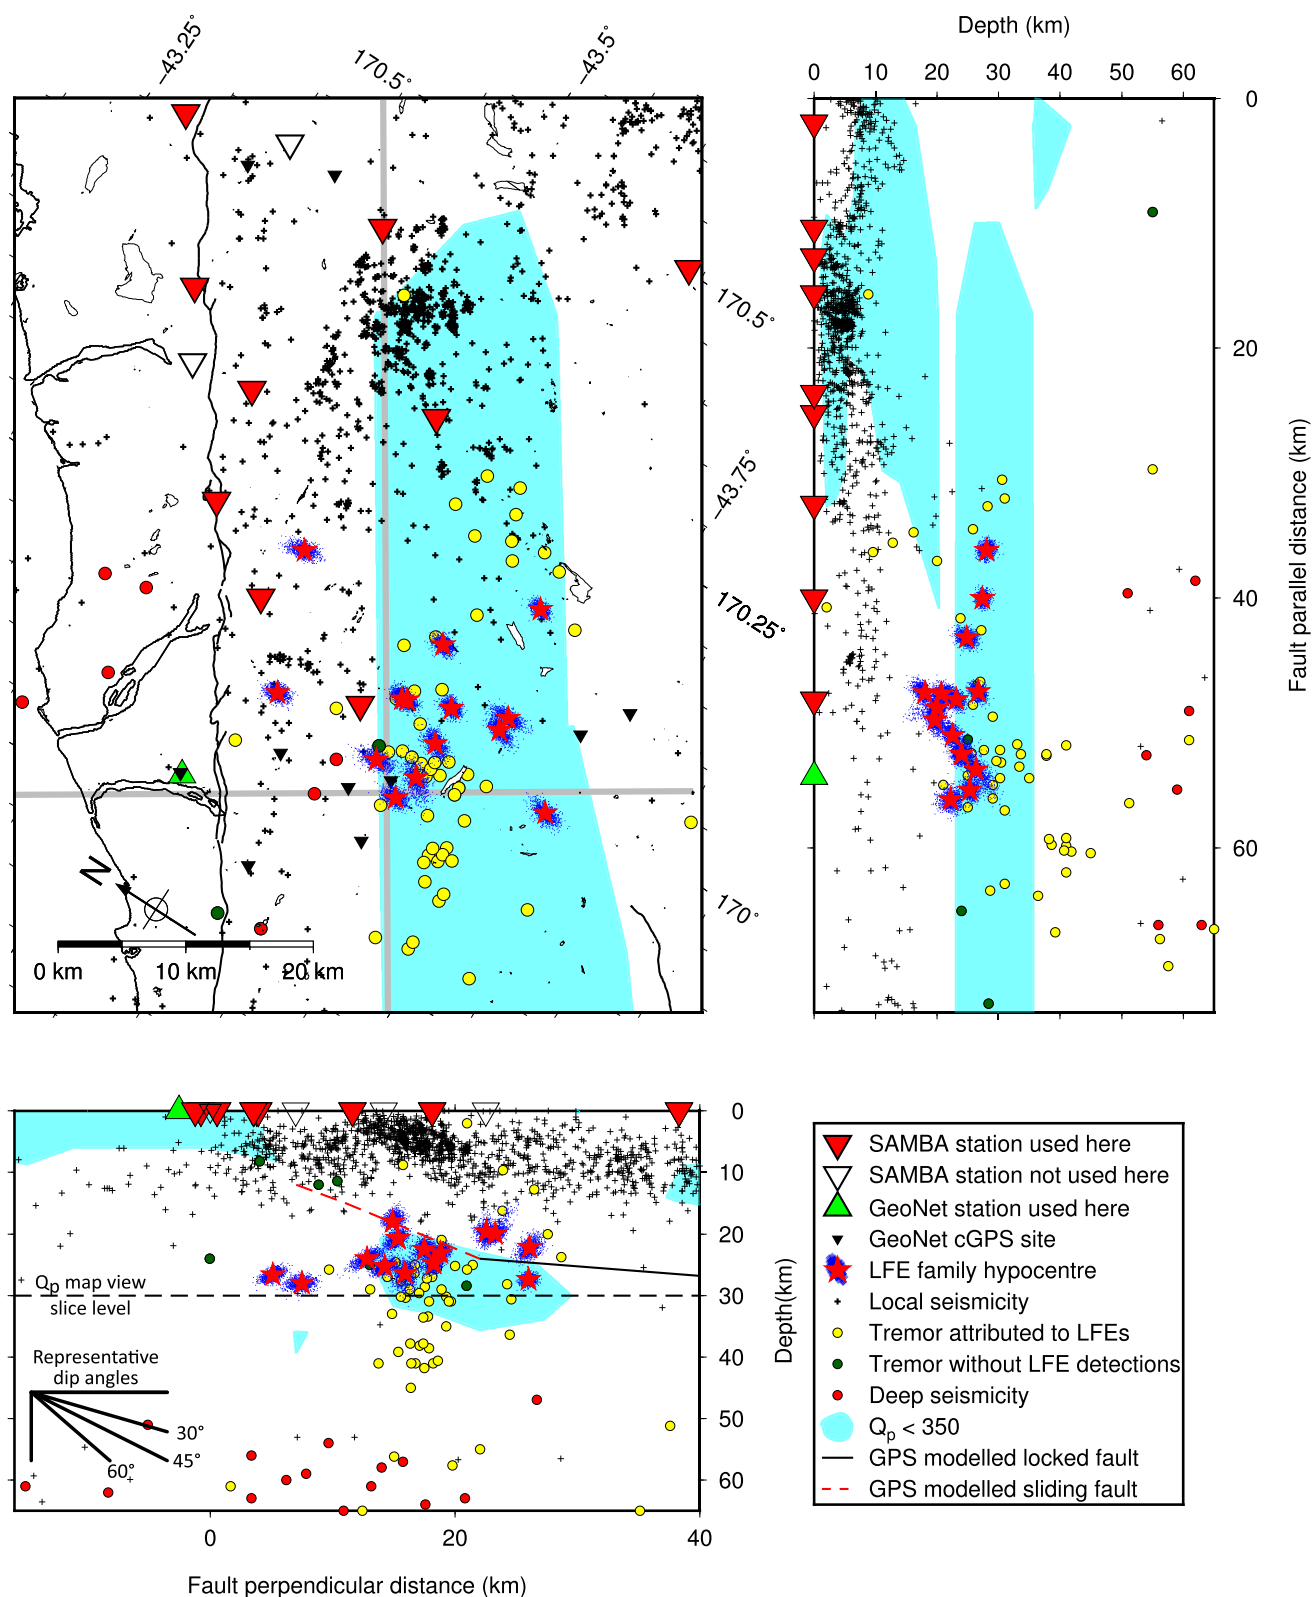 Depth (km)
−43.25°
170.5°
−43.5°
0 10 20 30 40 50 60
0
20
40
60
Fault parallel distance (km)
170.5°
−43.75°
170.25°
170°
N
0 km 10 km 20 km
0
10
20
30
40
50
60
Depth(km)
Qp map view
slice level
Representative
dip angles
30°
45°
60°
0 20 40
Fault perpendicular distance (km)
SAMBA station used here
SAMBA station not used here
GeoNet station used here
GeoNet cGPS site
LFE family hypocentre
Local seismicity
Tremor attributed to LFEs
Tremor without LFE detections
Deep seismicity
Qp < 350
GPS modelled locked fault
GPS modelled sliding fault